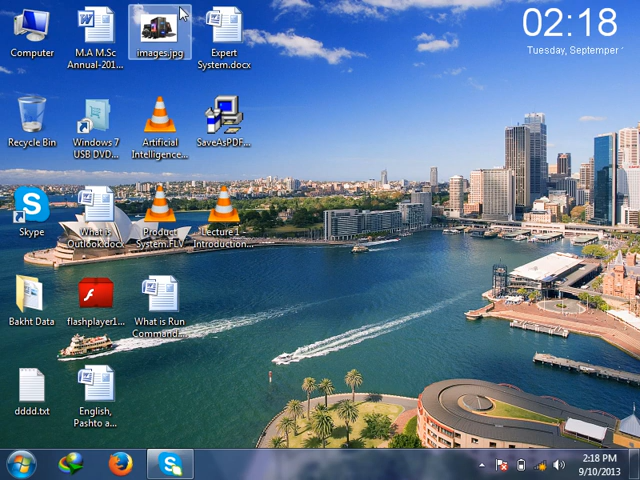 Computer
M.A M.Sc
Annual-201...
images.jpg
Expert
System.docx
02:18
Tuesday, September 1
Recycle Bin
Windows 7
USB DVD...
Artificial
Intelligence...
SaveAsPDF...
Skype
What is
Outlook.docx
Product
System.FLV
Lecture 1
Introduction...
Bakht Data
flashplayer1...
What is Run
Command...
dddd.txt
English,
Pashto a...
2:18 PM
9/10/2013